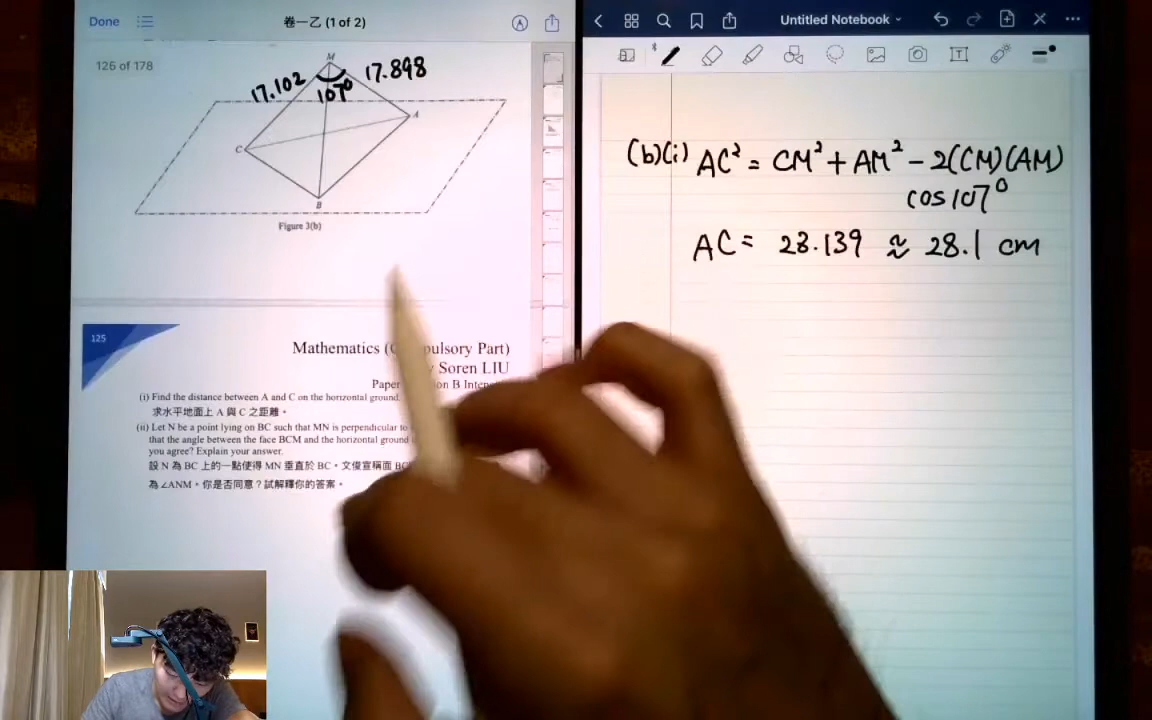 Done
卷一乙 (1 of 2)
126 of 178
M
17.102
17.898
107°
A
C
B
Figure 3(b)
125
Mathematics (
pulsory Part)
Soren LIU
Paper
on B
(i) Find the distance between A and C on the horizontal ground.
求水平地面上 A 與 C 之距離。
(ii) Let N be a point lying on BC such that MN is perpendicular to
that the angle between the face BCM and the horizontal ground
you agree? Explain your answer.
設 N 為 BC 上的一點使得 MN 垂直於 BC。文俊宣稱面 BC
為 ∠ANM。你是否同意？試解釋你的答案。
Untitled Notebook
(b)(i) AC² = CM² + AM² - 2(CM)(AM)
cos 107°
AC = 28.139 ≈ 28.1 cm